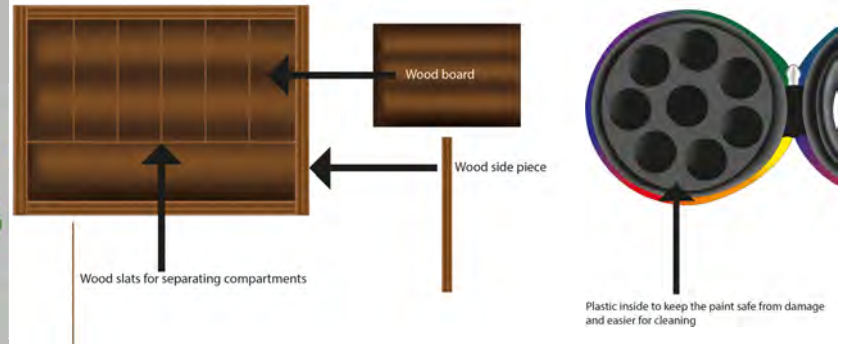 Wood board
Wood side piece
Wood slats for separating compartments
Plastic inside to keep the paint safe from damage
and easier for cleaning